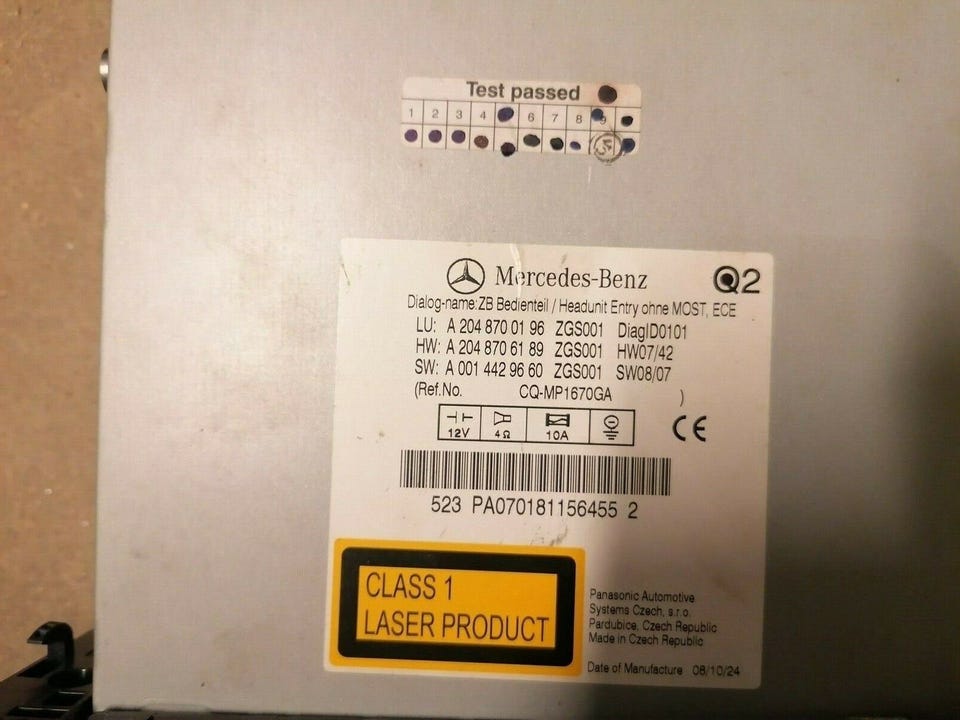 Test passed
1 2 3 4 6 7 8 9
Mercedes-Benz Q2
Dialog-name:ZB Bedienteil / Headunit Entry ohne MOST, ECE
LU: A 204 870 01 96 ZGS001 DiagID0101
HW: A 204 870 61 89 ZGS001 HW07/42
SW: A 001 442 96 60 ZGS001 SW08/07
(Ref.No. CQ-MP1670GA )
12V 4Ω 10A CE
523 PA070181156455 2
CLASS 1
LASER PRODUCT
Panasonic Automotive
Systems Czech, s.r.o.
Pardubice, Czech Republic
Made in Czech Republic
Date of Manufacture 08/10/24